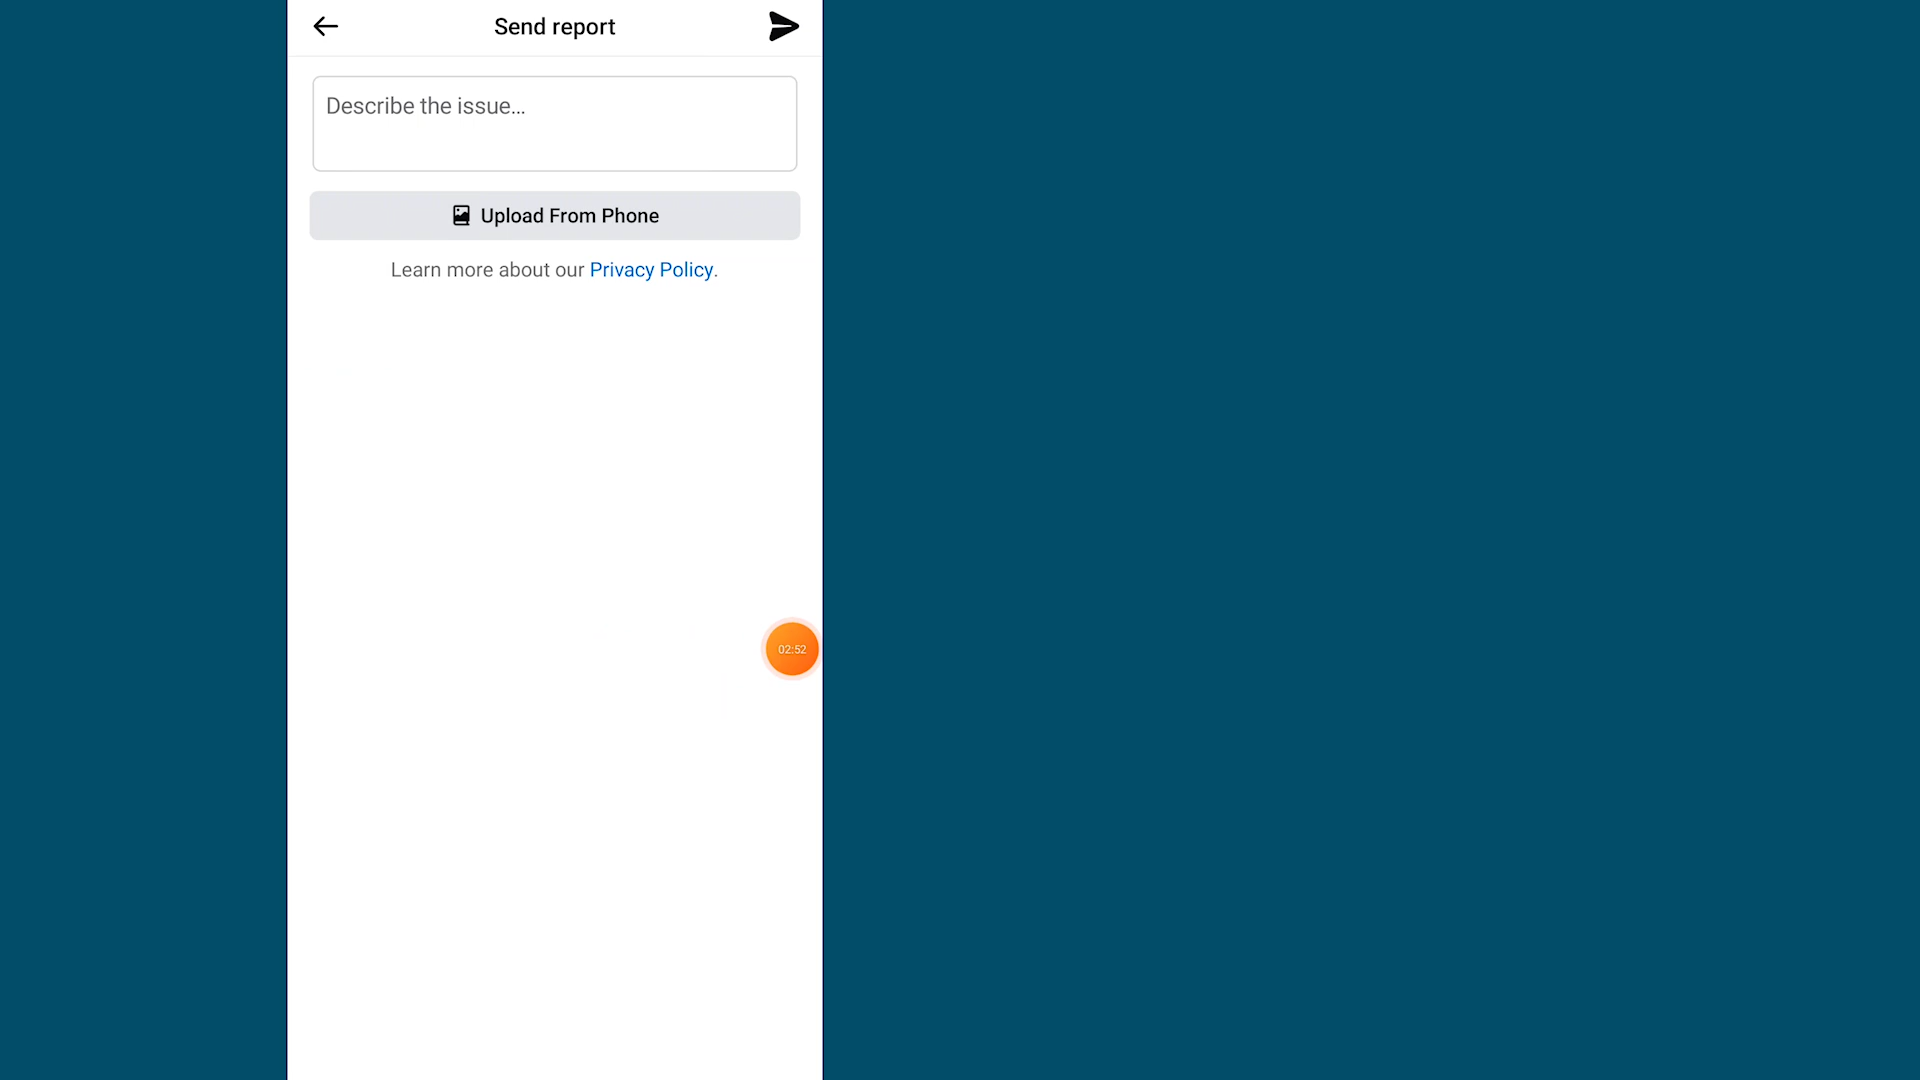 Send report
Describe the issue...
Upload From Phone
Learn more about our Privacy Policy.
02:52